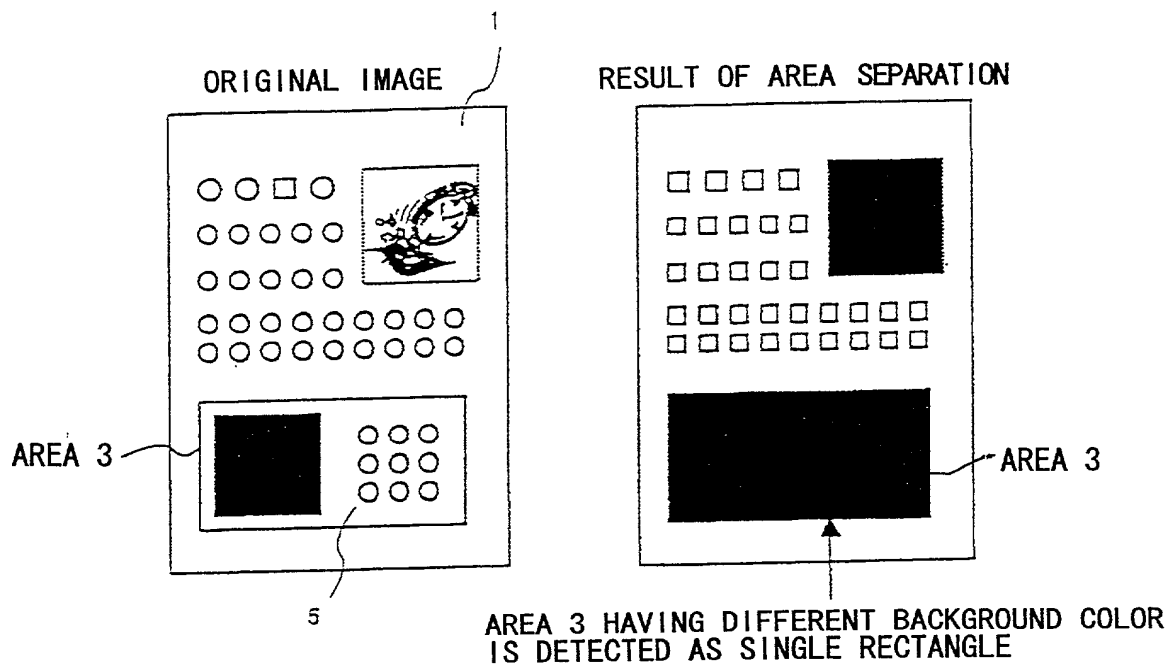 1
ORIGINAL IMAGE
RESULT OF AREA SEPARATION
AREA 3
AREA 3
5
AREA 3 HAVING DIFFERENT BACKGROUND COLOR
IS DETECTED AS SINGLE RECTANGLE